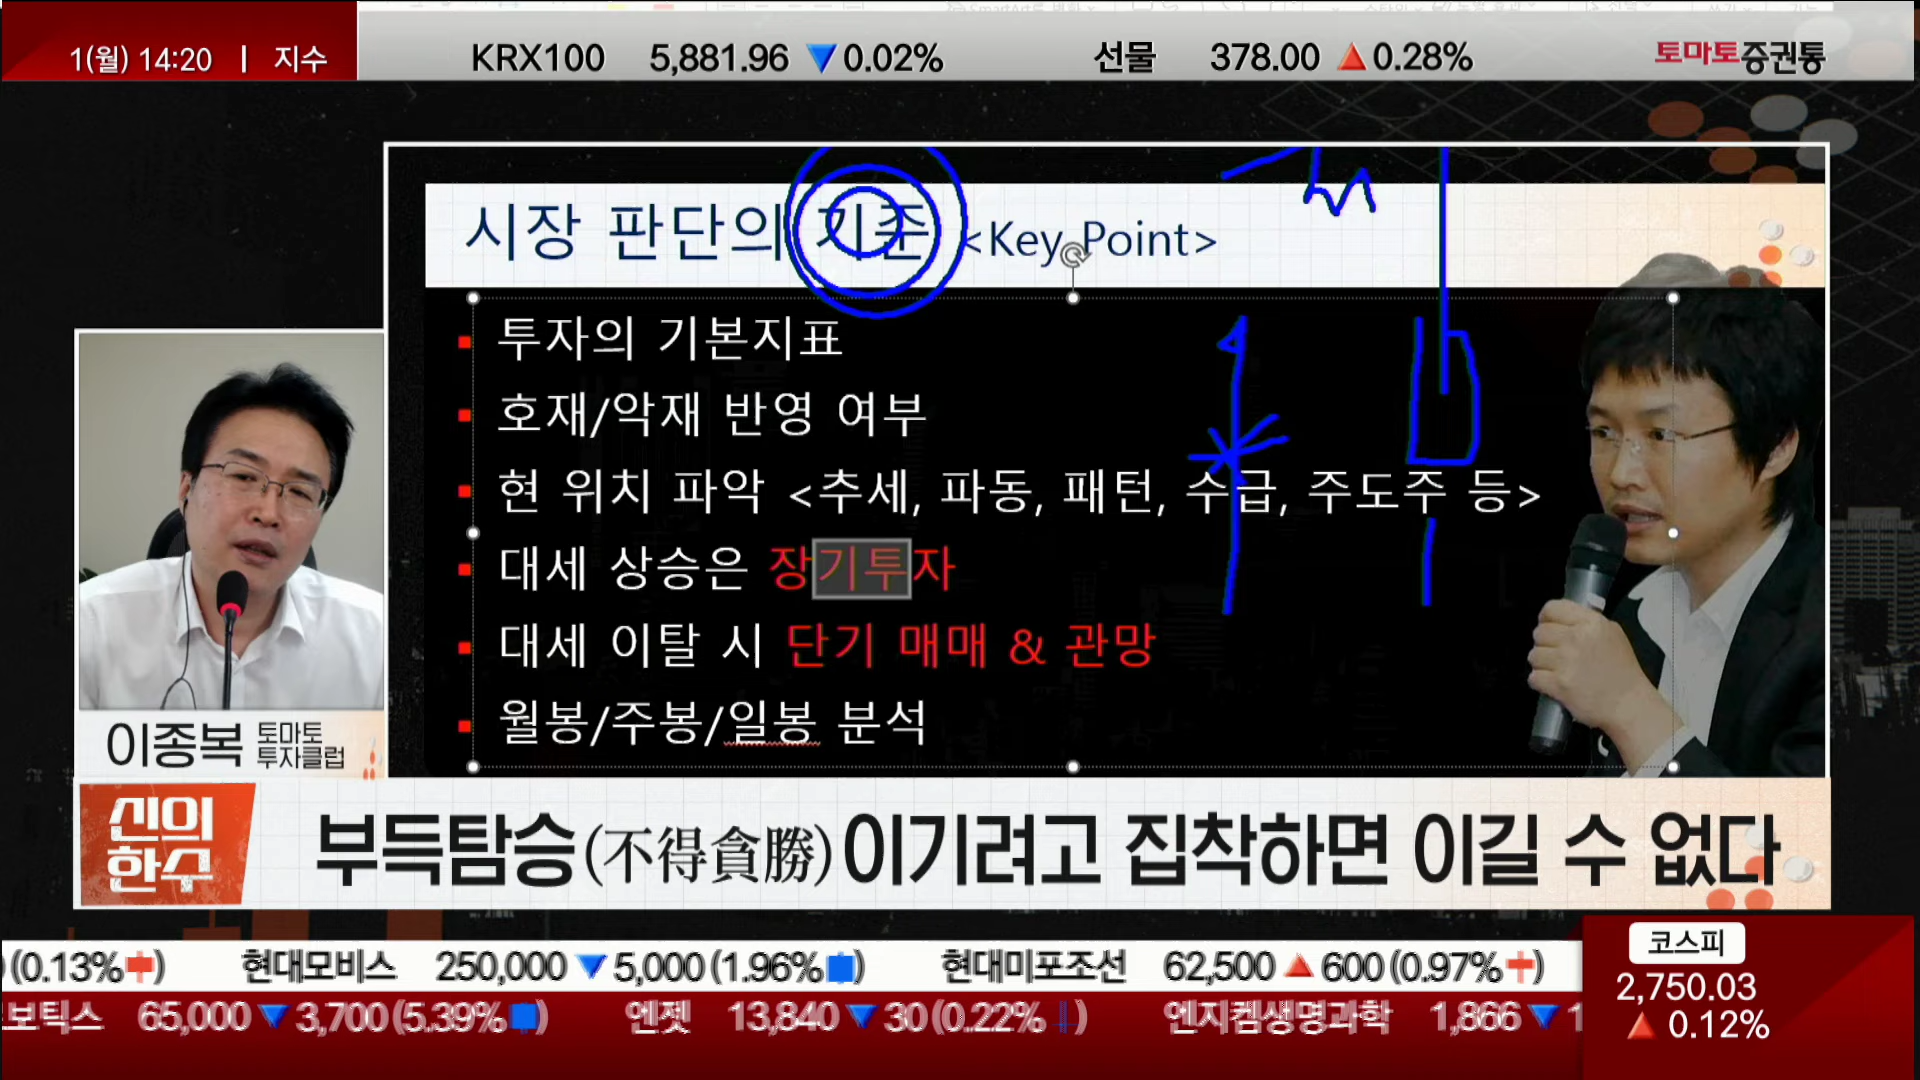 1(월) 14:20 | 지수
KRX100 5,881.96 ▼0.02% 선물 378.00 ▲0.28%
토마토증권통
시장 판단의 기준 <Key Point>
투자의 기본지표
호재/악재 반영 여부
현 위치 파악 <추세, 파동, 패턴, 수급, 주도주 등>
대세 상승은 장기투자
대세 이탈 시 단기 매매 & 관망
월봉/주봉/일봉 분석
이종복 토마토
투자클럽
신의
한수
부득탐승(不得貪勝) 이기려고 집착하면 이길 수 없다
(0.13%) 현대모비스 250,000 ▼5,000(1.96%) 현대미포조선 62,500 ▲600(0.97%)
보틱스 65,000 ▼3,700(5.39%) 엔젯 13,840 ▼30(0.22%↓) 엔지켐생명과학 1,866 ▼1
코스피
2,750.03
▲ 0.12%